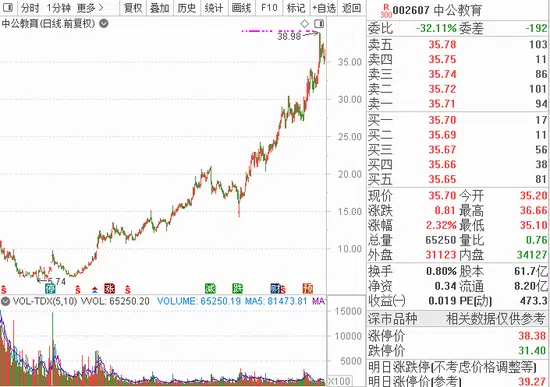 分时 1分钟 更多> 复权 叠加 历史 统计 画线 F10 标记 +自选 返回
中公教育(日线.前复权)
38.98
35.00
30.00
25.00
20.00
15.00
10.00
5.74
停 涨 减 跌 财 预
VOL-TDX(5,10) VVOL: 65250.20 VOLUME: 65250.19 MA5: 81473.81 MA
15000
10000
5000
X100
R 300 002607 中公教育
委比 -32.11% 委差 -192
卖五 35.78 103
卖四 35.75 11
卖三 35.74 86
卖二 35.72 101
卖一 35.71 94
买一 35.70 17
买二 35.69 11
买三 35.67 56
买四 35.66 38
买五 35.65 81
现价 35.70 今开 35.20
涨跌 0.81 最高 36.66
涨幅 2.32% 最低 35.10
总量 65250 量比 0.76
外盘 31123 内盘 34127
换手 0.80% 股本 61.7亿
净资 0.34 流通 8.20亿
收益(一) 0.019 PE(动) 473.3
深市品种 相关数据仅供参考
涨停价 38.38
跌停价 31.40
明日涨跌停(不考虑价格调整等)
明日涨停(参考) 39.27